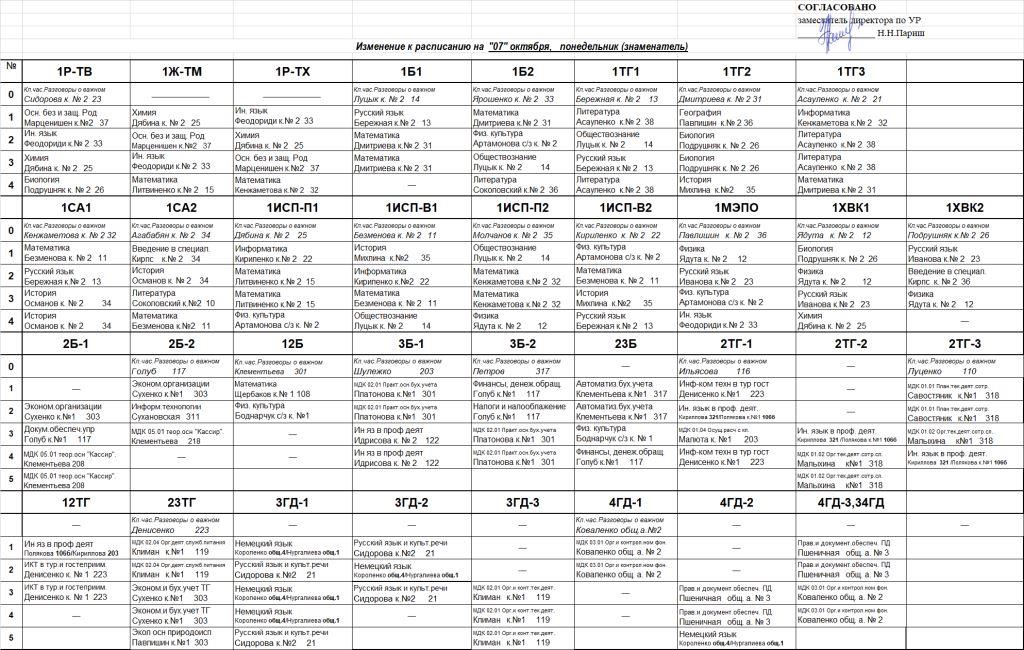 СОГЛАСОВАНО
заместитель директора по УР
Н.Н.Париш
Изменение к расписанию на "07" октября, понедельник (знаменатель)
№ 1Р-ТВ 1Ж-ТМ 1Р-ТХ 1Б1 1Б2 1ТГ1 1ТГ2 1ТГ3
Кл.час.Разговоры о важном Кл.час.Разговоры о важном Кл.час.Разговоры о важном Кл.час.Разговоры о важном Кл.час.Разговоры о важном Кл.час.Разговоры о важном
0 Сидорова к. № 2 23 Луцык к. № 2 14 Ярошенко к. № 2 33 Бережная к. № 2 13 Дмитриева к. № 2 31 Асауленко к. № 2 21
1 Осн. без и защ. Род Химия Ин. язык Русский язык Математика Литература География Информатика
Марценишен к.№2 37 Дябина к. № 2 25 Феодориди к. № 2 33 Бережная к № 2 13 Дмитриева к. № 2 31 Асауленко к. № 2 38 Павлишин к. № 2 36 Кенжаметова к № 2 32
2 Ин. язык Осн. без и защ. Род Химия Математика Физ. культура Обществознание Биология Литература
Феодориди к.№ 2 33 Марценишен к.№2 37 Дябина к. № 2 25 Дмитриева к № 2 31 Артамонова с/з к. № 2 Луцык к. № 2 14 Подрушняк к. № 2 26 Асауленко к. № 2 38
3 Химия Ин. язык Осн. без и защ. Род Математика Обществознание Русский язык Биология Литература
Дябина к. № 2 25 Феодориди к. № 2 33 Марценишен к.№2 37 Дмитриева к № 2 31 Луцык к. № 2 14 Бережная к № 2 13 Подрушняк к. № 2 26 Асауленко к. № 2 38
4 Биология Математика Математика — Литература Литература История Математика
Подрушняк к. № 2 26 Литвиненко к. № 2 15 Кенжаметова к № 2 32 Сокоповский к.№ 2 36 Асауленко к. № 2 38 Михлина к.№2 35 Дмитриева к № 2 31
1СА1 1СА2 1ИСП-П1 1ИСП-В1 1ИСП-П2 1ИСП-В2 1МЭПО 1ХВК1 1ХВК2
Кл.час.Разговоры о важном Кл.час.Разговоры о важном Кл.час.Разговоры о важном Кл.час.Разговоры о важном Кл.час.Разговоры о важном Кл.час.Разговоры о важном Кл.час.Разговоры о важном Кл.час.Разговоры о важном Кл.час.Разговоры о важном
0 Кенжаметова к.№ 2 32 Агабабян к. № 2 34 Дябина к. № 2 25 Безменова к. № 2 11 Молчанов к. № 2 35 Кириленко к. № 2 22 Павлишин к. № 2 36 Ядута к. № 2 12 Подрушняк к.№ 2 26
1 Математика Введение в специал. Информатика История Обществознание Физ. культура Физика Биология Русский язык
Безменова к. № 2 11 Кирпс к. №2 34 Кирипенко к. № 2 22 Михлина к.№2 35 Луцык к. № 2 14 Артамонова с/з к. № 2 Ядута к. № 2 12 Подрушняк к. № 2 26 Иванова к № 2 23
2 Русский язык История Математика Информатика Математика Математика Русский язык Физика Введение в специал.
Бережная к. № 2 13 Османов к. № 2 34 Литвиненко к. № 2 15 Кирипенко к.№2 22 Кенжаметова к № 2 32 Безменова к. № 2 11 Иванова к № 2 23 Ядута к. № 2 12 Кирпс к. № 2 36
3 История Литература Математика Математика Математика История Физ. культура Русский язык Физика
Османов к. № 2 34 Сокоповский к.№2 10 Литвиненко к. № 2 15 Безменова к № 2 11 Кенжаметова к № 2 32 Михлина к.№2 35 Артамонова с/з к. № 2 Иванова к № 2 23 Ядута к. № 2 12
4 История Математика Физ. культура Обществознание Физика Русский язык Ин. язык Химия —
Османов к. № 2 34 Безменова к.№2 11 Артамонова с/з к. № 2 Луцык к. № 2 14 Ядута к. № 2 12 Бережная к № 2 13 Феодориди к. № 2 33 Дябина к. № 2 25
2Б-1 2Б-2 12Б 3Б-1 3Б-2 23Б 2ТГ-1 2ТГ-2 2ТГ-3
Кл.час.Разговоры о важном Кл.час.Разговоры о важном Кл.час.Разговоры о важном Кл.час.Разговоры о важном Кл.час.Разговоры о важном Кл.час.Разговоры о важном
0 — Голуб 117 Клементьева 301 Шулежко 203 Петров 317 — Ильясова 116 — Луценко 110
1 — Эконом.организации Математика МДК 02.01 Практ.осн бух.учета Финансы, денеж.обращ. Автоматиз.бух.учета Инф-ком техн в тур гост — МДК 01.01 План.тек.деят.сотр.
Сухенко к.№1 303 Щербаков к.№ 1 108 Платонова к №1 301 Голуб к.№1 117 Клементьева к.№1 317 Денисенко к.№1 223 Савостяник к.№1 318
2 Эконом.организации Информ.технологии Физ. культура МДК 02.01 Практ.осн бух.учета Налоги и налооблажение Автоматиз.бух.учета Ин. язык в проф. деят. — МДК 01.01 План.тек.деят.сотр.
Сухенко к.№1 303 Сухановская 311 Боднарчук с/з к. №1 Платонова к №1 301 Голуб к.№1 117 Клементьева к.№1 317 Савостяник к.№1 318
3 Докум.обеспеч.упр МДК 05.01 теор.осн "Кассир". — Ин яз в проф деят МДК 02.01 Практ.осн бух.учета Физ. культура МДК 01.04 Осущ расч с кл. Ин. язык в проф. деят. МДК 01.02 Орг.тек.деят.сотр.сл.
Голуб к.№1 117 Клементьева 218 Идрисова к.№ 2 122 Платонова к №1 301 Боднарчук с/з к. № 1 Малюта к.№1 203 Кириллова 321 /Полякова к.№1 106б Малыхина к№1 318
4 МДК 05.01 теор.осн "Кассир". — — Ин яз в проф деят МДК 02.01 Практ.осн бух.учета Финансы, денеж.обращ. Инф-ком техн в тур гост МДК 01.02 Орг.тек.деят.сотр.сл. Ин. язык в проф. деят.
Клементьева 208 Идрисова к.№ 2 122 Платонова к.№1 301 Голуб к.№1 117 Денисенко к.№1 223 Малыхина к№1 318 Кириллова 321 /Полякова к.№1 106б
5 МДК 05.01 теор.осн "Кассир". МДК 01.02 Орг.тек.деят.сотр.сл.
Клементьева 208 Малыхина к№1 318
12ТГ 23ТГ 3ГД-1 3ГД-2 3ГД-3 4ГД-1 4ГД-2 4ГД-3,34ГД
— Кл.час.Разговоры о важном — — — Кл.час.Разговоры о важном — — —
Денисенко 223 Коваленко общ.а.№2
1 Ин яз в проф деят МДК 02.04 Орг.деят.служб.питания Немецкий язык Русский язык и культ.речи — МДК 03.01 Орг и контрол.ном фон. — Прав.и документ.обеспеч. ПД
Полякова 106б/Кириллова 203 Климан к.№1 119 Короленко общ.4/Нургалиева общ.1 Сидорова к.№2 21 Коваленко общ. а. №2 Пшеничная общ. а. № 3
2 ИКТ в тур.и гостеприим. МДК 02.04 Орг.деят.служб.питания Русский язык и культ.речи Немецкий язык — МДК 03.01 Орг и контрол.ном фон. — Прав.и документ.обеспеч. ПД
Денисенко к.№ 1 223 Климан к.№1 119 Сидорова к.№2 21 Короленко общ.4/Нургалиева общ.1 Коваленко общ. а. №2 Пшеничная общ. а. № 3
3 ИКТ в тур.и гостеприим. Эконом.и бух.учет ТГ Немецкий язык Русский язык и культ.речи МДК 02.01 Орг.и конт.тек.деят. — Прав.и документ.обеспеч. ПД МДК 03.01 Орг и контрол.ном фон.
Денисенко к.№ 1 223 Сухенко к.№1 303 Короленко общ.4/Нургалиева общ.1 Сидорова к.№2 21 Климан к.№1 119 Пшеничная общ. а. № 3 Коваленко общ. а. № 2
4 — Эконом.и бух.учет ТГ Немецкий язык МДК 02.01 Орг.и конт.тек.деят. — Прав.и документ.обеспеч. ПД МДК 03.01 Орг и контрол.ном фон.
Сухенко к.№1 303 Короленко общ.4/Нургалиева общ.1 Климан к.№1 119 Пшеничная общ. а. № 3 Коваленко общ. а. № 2
5 Экол осн природоисп Русский язык и культ.речи МДК 02.01 Орг.и конт.тек.деят. Немецкий язык
Павлишин к.№1 303 Сидорова к.№2 21 Климан к.№1 119 Короленко общ.4/Нургалиева общ.1